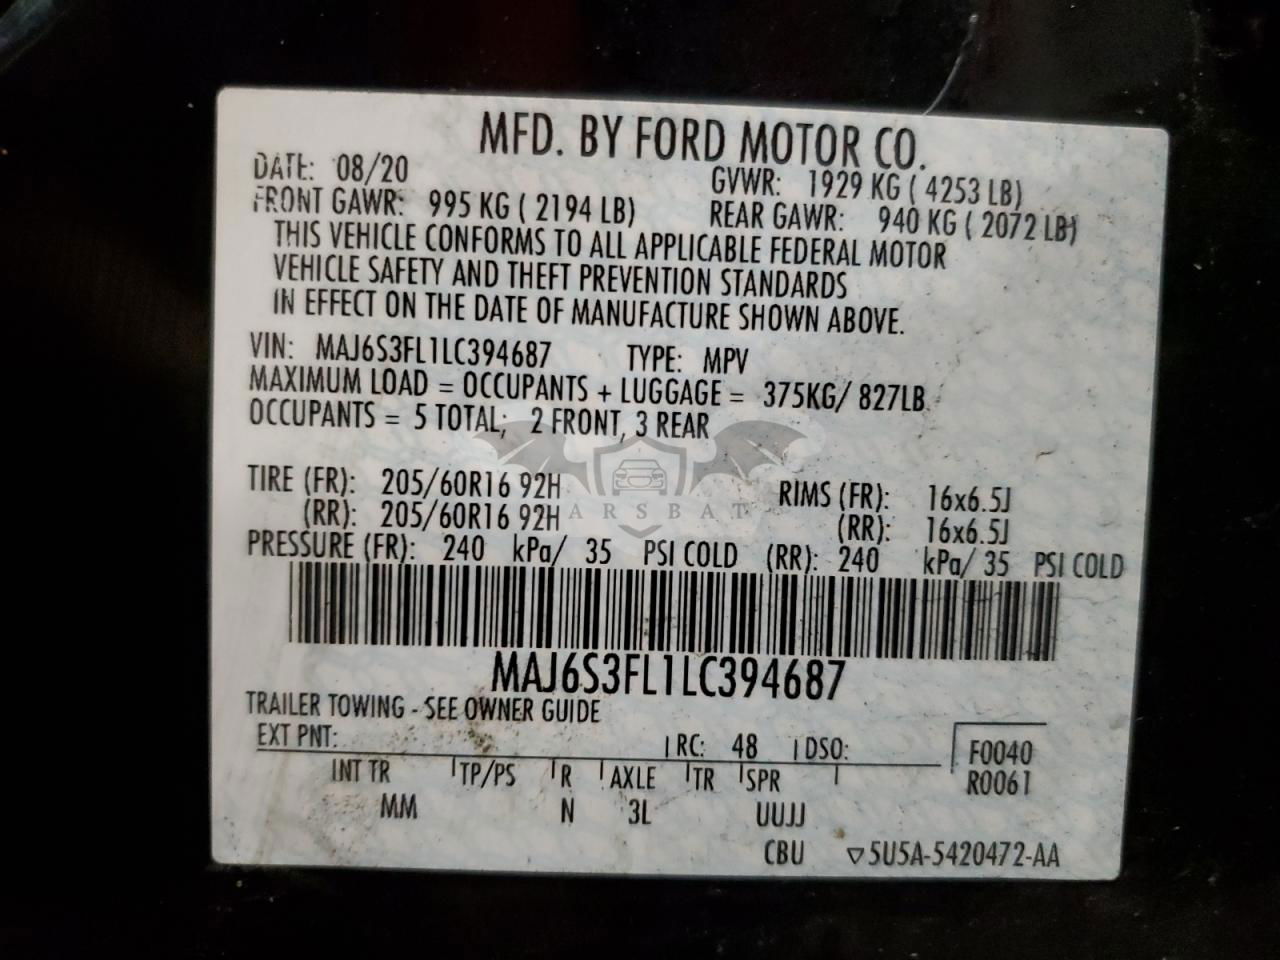 MFD. BY FORD MOTOR CO.
DATE: 08/20 GVWR: 1929 KG ( 4253 LB)
FRONT GAWR: 995 KG ( 2194 LB) REAR GAWR: 940 KG ( 2072 LB)
THIS VEHICLE CONFORMS TO ALL APPLICABLE FEDERAL MOTOR
VEHICLE SAFETY AND THEFT PREVENTION STANDARDS
IN EFFECT ON THE DATE OF MANUFACTURE SHOWN ABOVE.
VIN: MAJ6S3FL1LC394687 TYPE: MPV
MAXIMUM LOAD = OCCUPANTS + LUGGAGE = 375KG/ 827LB
OCCUPANTS = 5 TOTAL; 2 FRONT, 3 REAR
TIRE (FR): 205/60R16 92H RIMS (FR): 16x6.5J
(RR): 205/60R16 92H (RR): 16x6.5J
ARSBAT
PRESSURE (FR): 240 kPa/ 35 PSI COLD (RR): 240 kPa/ 35 PSI COLD
MAJ6S3FL1LC394687
TRAILER TOWING - SEE OWNER GUIDE
EXT PNT: RC: 48 DSO: F0040
INT TR TP/PS R AXLE TR SPR R0061
MM N 3L UUJJ
CBU ▽5U5A-5420472-AA